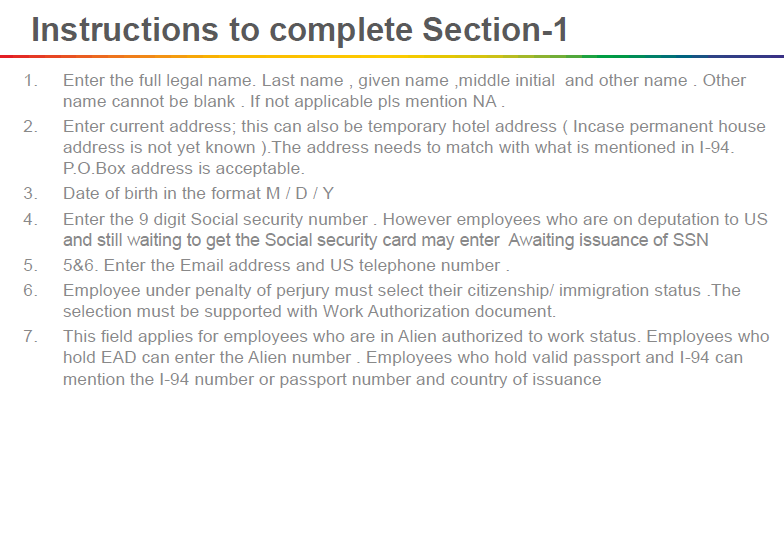 Instructions to complete Section-1
1. Enter the full legal name. Last name , given name ,middle initial  and other name . Other
name cannot be blank . If not applicable pls mention NA .
2. Enter current address; this can also be temporary hotel address ( Incase permanent house
address is not yet known ).The address needs to match with what is mentioned in I-94.
P.O.Box address is acceptable.
3. Date of birth in the format M / D / Y
4. Enter the 9 digit Social security number . However employees who are on deputation to US
and still waiting to get the Social security card may enter  Awaiting issuance of SSN
5. 5&6. Enter the Email address and US telephone number .
6. Employee under penalty of perjury must select their citizenship/ immigration status .The
selection must be supported with Work Authorization document.
7. This field applies for employees who are in Alien authorized to work status. Employees who
hold EAD can enter the Alien number . Employees who hold valid passport and I-94 can
mention the I-94 number or passport number and country of issuance